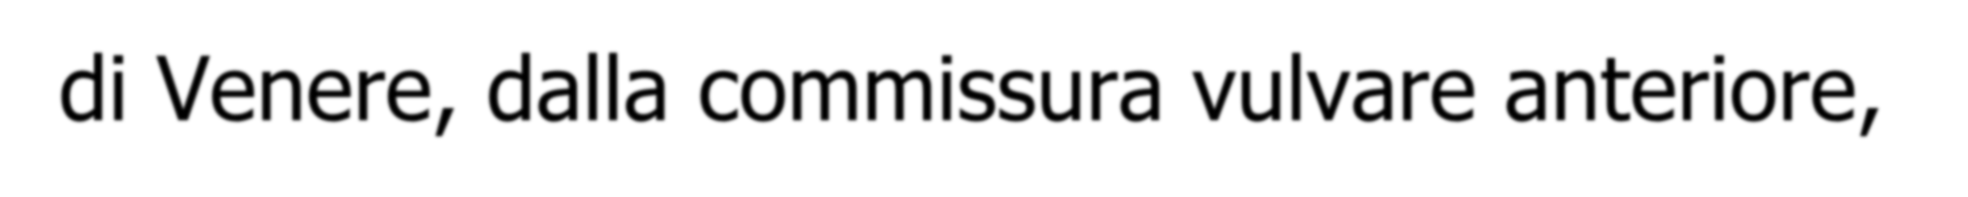 di Venere, dalla commissura vulvare anteriore,